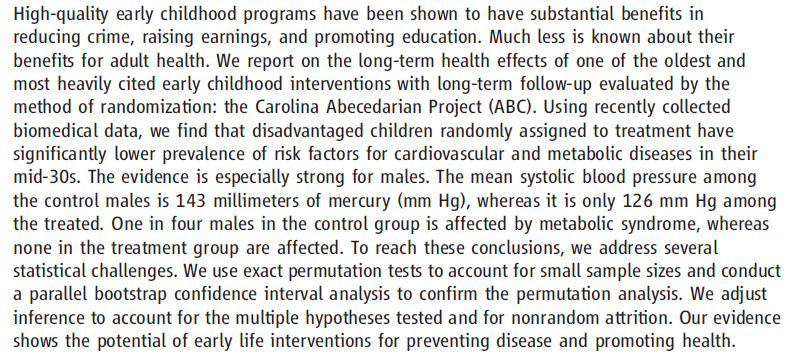 High-quality early childhood programs have been shown to have substantial benefits in
reducing crime, raising earnings, and promoting education. Much less is known about their
benefits for adult health. We report on the long-term health effects of one of the oldest and
most heavily cited early childhood interventions with long-term follow-up evaluated by the
method of randomization: the Carolina Abecedarian Project (ABC). Using recently collected
biomedical data, we find that disadvantaged children randomly assigned to treatment have
significantly lower prevalence of risk factors for cardiovascular and metabolic diseases in their
mid-30s. The evidence is especially strong for males. The mean systolic blood pressure among
the control males is 143 millimeters of mercury (mm Hg), whereas it is only 126 mm Hg among
the treated. One in four males in the control group is affected by metabolic syndrome, whereas
none in the treatment group are affected. To reach these conclusions, we address several
statistical challenges. We use exact permutation tests to account for small sample sizes and conduct
a parallel bootstrap confidence interval analysis to confirm the permutation analysis. We adjust
inference to account for the multiple hypotheses tested and for nonrandom attrition. Our evidence
shows the potential of early life interventions for preventing disease and promoting health.